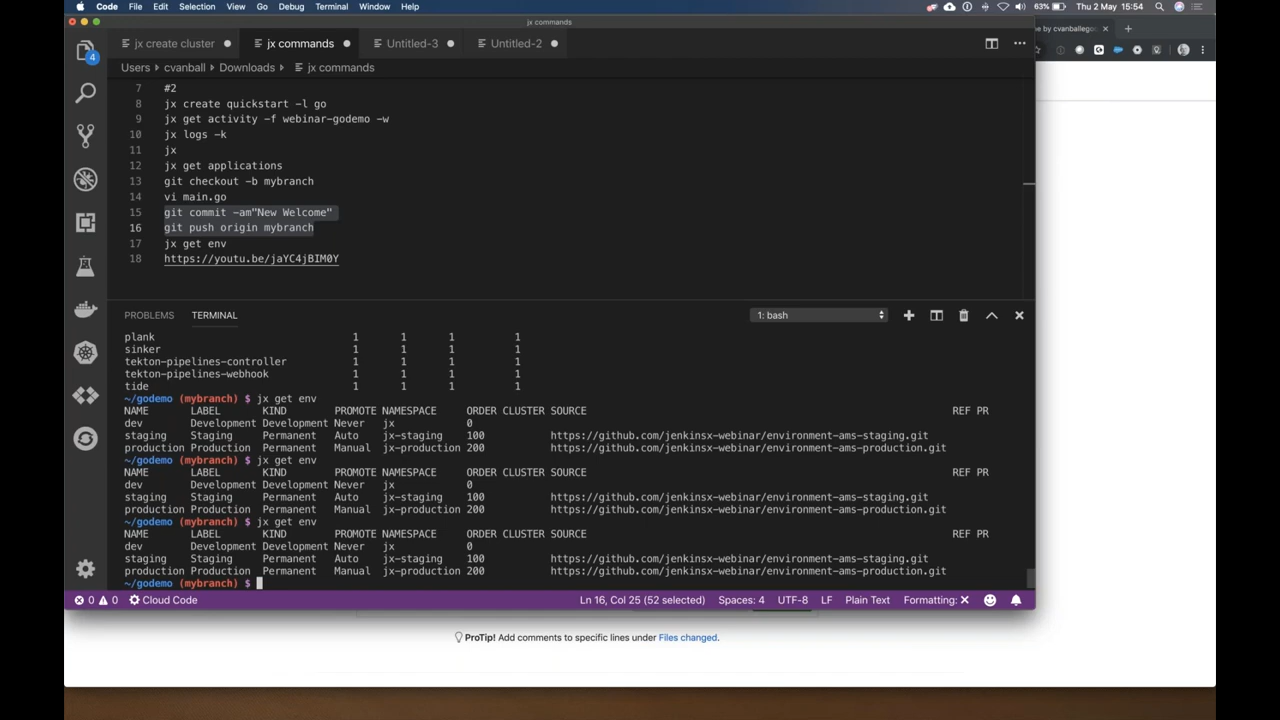 Code File Edit Selection View Go Debug Terminal Window Help 63% Thu 2 May 15:54
jx commands
jx create cluster jx commands Untitled-3 Untitled-2
e by cvanballego
Users › cvanball › Downloads › jx commands
4
7 #2
8 jx create quickstart -l go
9 jx get activity -f webinar-godemo -w
10 jx logs -k
11 jx
12 jx get applications
13 git checkout -b mybranch
14 vi main.go
15 git commit -am"New Welcome"
16 git push origin mybranch
17 jx get env
18 https://youtu.be/jaYC4jBIM0Y
PROBLEMS TERMINAL 1: bash
plank 1 1 1 1
sinker 1 1 1 1
tekton-pipelines-controller 1 1 1 1
tekton-pipelines-webhook 1 1 1 1
tide 1 1 1 1
~/godemo (mybranch) $ jx get env
NAME LABEL KIND PROMOTE NAMESPACE ORDER CLUSTER SOURCE REF PR
dev Development Development Never jx 0
staging Staging Permanent Auto jx-staging 100 https://github.com/jenkinsx-webinar/environment-ams-staging.git
production Production Permanent Manual jx-production 200 https://github.com/jenkinsx-webinar/environment-ams-production.git
~/godemo (mybranch) $ jx get env
NAME LABEL KIND PROMOTE NAMESPACE ORDER CLUSTER SOURCE REF PR
dev Development Development Never jx 0
staging Staging Permanent Auto jx-staging 100 https://github.com/jenkinsx-webinar/environment-ams-staging.git
production Production Permanent Manual jx-production 200 https://github.com/jenkinsx-webinar/environment-ams-production.git
~/godemo (mybranch) $ jx get env
NAME LABEL KIND PROMOTE NAMESPACE ORDER CLUSTER SOURCE REF PR
dev Development Development Never jx 0
staging Staging Permanent Auto jx-staging 100 https://github.com/jenkinsx-webinar/environment-ams-staging.git
production Production Permanent Manual jx-production 200 https://github.com/jenkinsx-webinar/environment-ams-production.git
~/godemo (mybranch) $
0 0 Cloud Code Ln 16, Col 25 (52 selected) Spaces: 4 UTF-8 LF Plain Text Formatting: ✕
ProTip! Add comments to specific lines under Files changed.